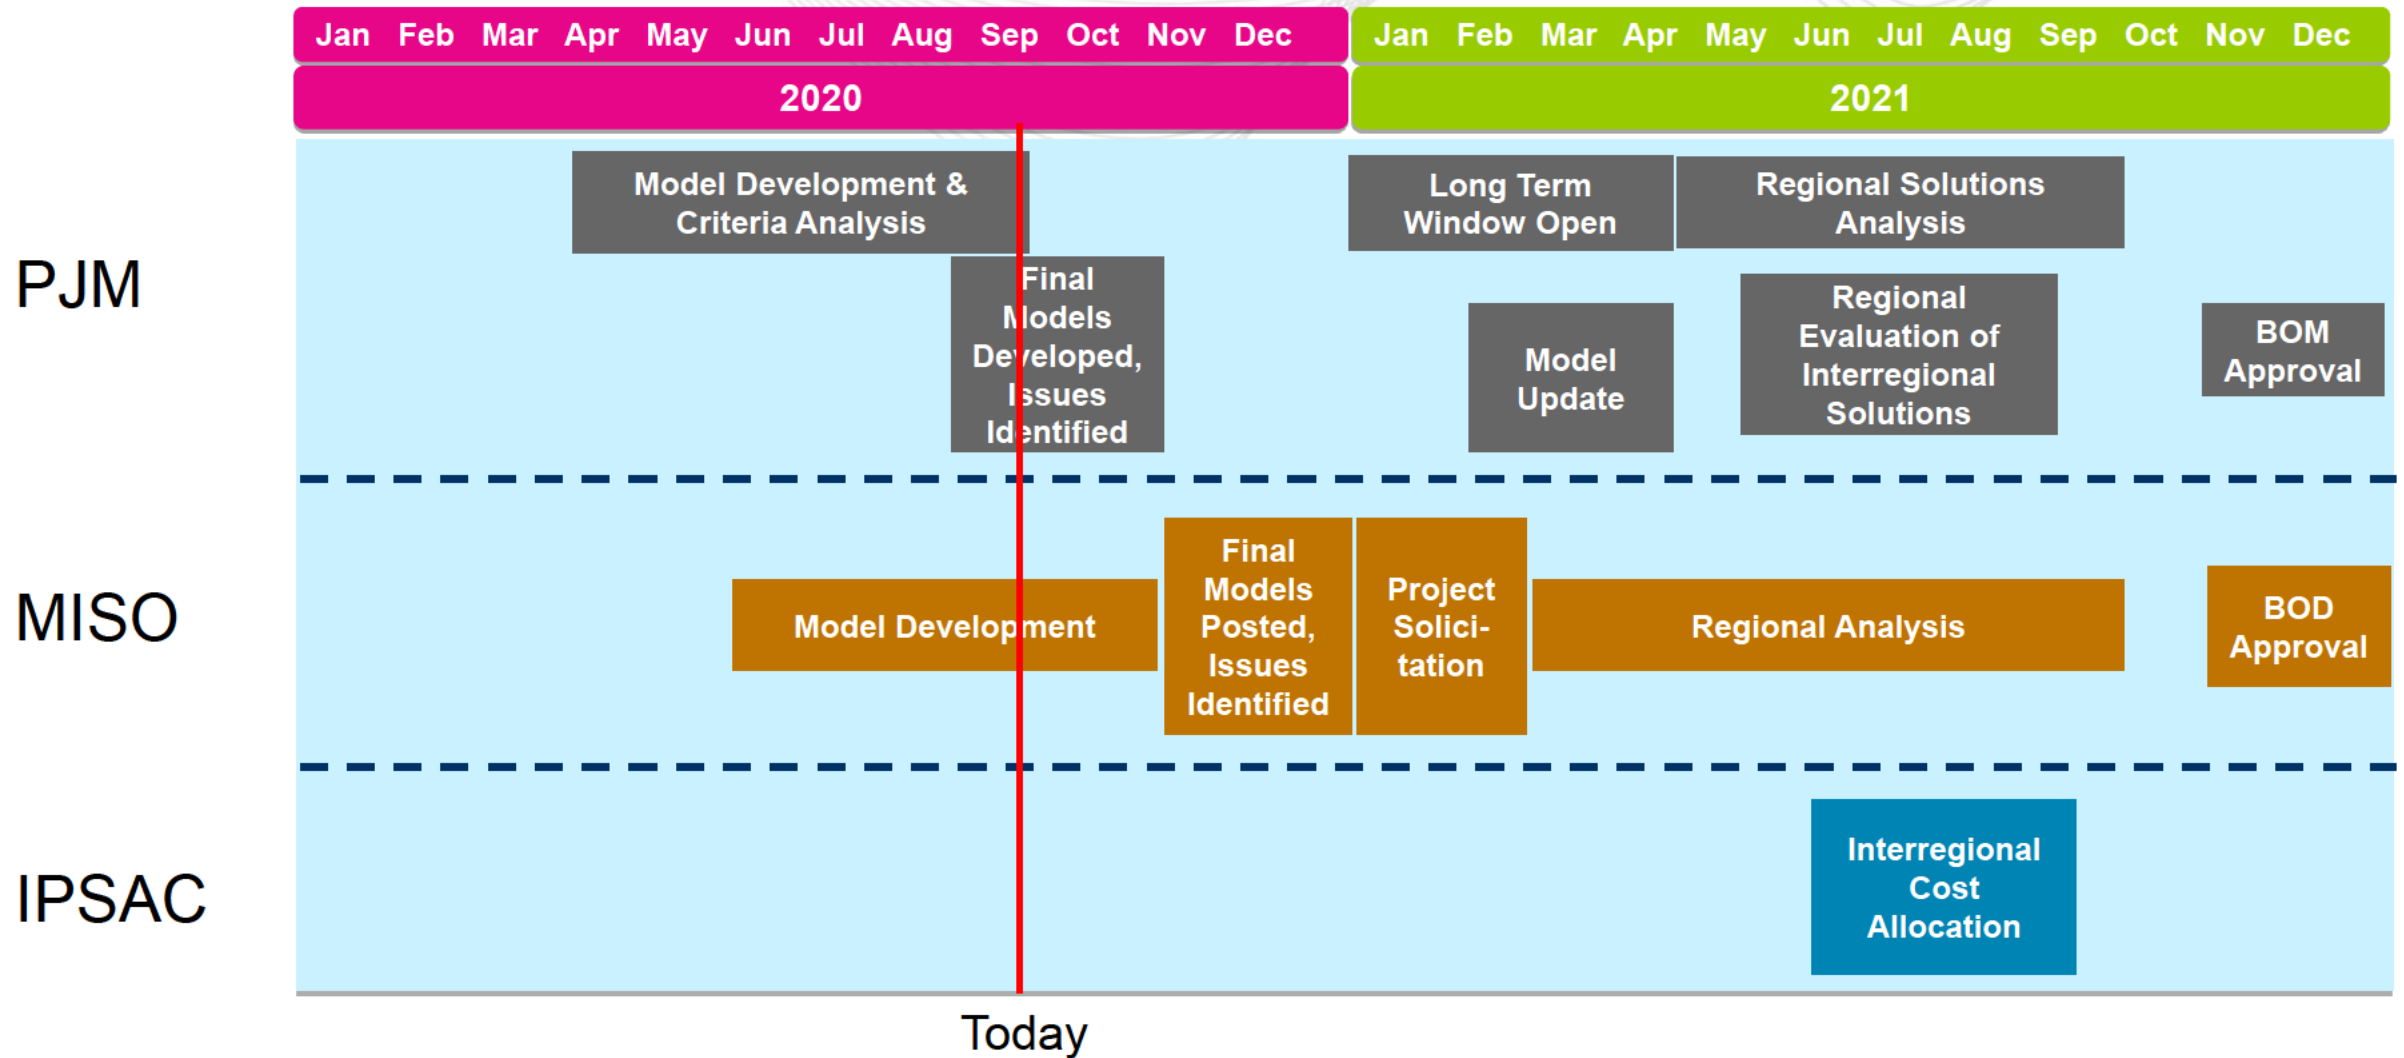 Jan Feb Mar Apr May Jun Jul Aug Sep Oct Nov Dec Jan Feb Mar Apr May Jun Jul Aug Sep Oct Nov Dec
2020 2021
PJM
Model Development &
Criteria Analysis
Final
Models
Developed,
Issues
Identified
Long Term
Window Open
Regional Solutions
Analysis
Model
Update
Regional
Evaluation of
Interregional
Solutions
BOM
Approval
MISO
Model Development
Final
Models
Posted,
Issues
Identified
Project
Solici-
tation
Regional Analysis
BOD
Approval
IPSAC
Interregional
Cost
Allocation
Today